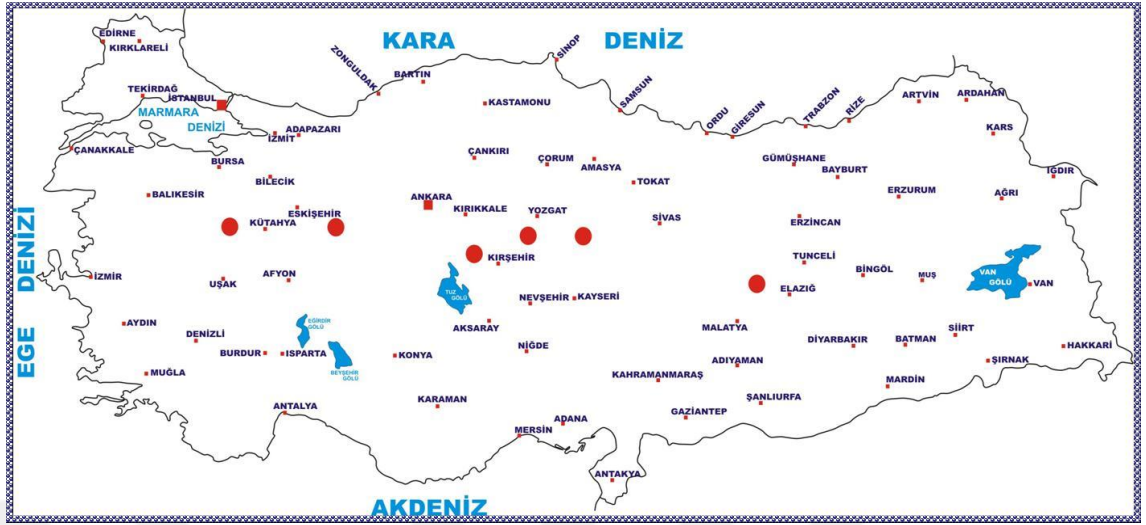 KARA DENİZ
EDİRNE
KIRKLARELİ
TEKİRDAĞ
İSTANBUL
MARMARA
DENİZİ
ÇANAKKALE
İZMİT
ADAPAZARI
ZONGULDAK
BARTIN
KASTAMONU
SİNOP
SAMSUN
ORDU
GİRESUN
TRABZON
RİZE
ARTVİN
ARDAHAN
KARS
IĞDIR
BURSA
BİLECİK
BALIKESİR
ESKİŞEHİR
KÜTAHYA
ANKARA
ÇANKIRI
KIRIKKALE
ÇORUM
AMASYA
TOKAT
YOZGAT
SİVAS
GÜMÜŞHANE
BAYBURT
ERZURUM
AĞRI
ERZİNCAN
EGE DENİZİ
İZMİR
UŞAK
AFYON
KIRŞEHİR
TUZ
GÖLÜ
NEVŞEHİR
KAYSERİ
TUNCELİ
ELAZIĞ
BİNGÖL
MUŞ
VAN
GÖLÜ
VAN
AYDIN
DENİZLİ
EĞİRDİR
GÖLÜ
BURDUR
ISPARTA
BEYŞEHİR
GÖLÜ
KONYA
AKSARAY
NİĞDE
MALATYA
ADIYAMAN
DİYARBAKIR
BATMAN
SİİRT
ŞIRNAK
HAKKARİ
MUĞLA
ANTALYA
KARAMAN
MERSİN
ADANA
KAHRAMANMARAŞ
GAZİANTEP
ŞANLIURFA
MARDİN
ANTAKYA
AKDENİZ